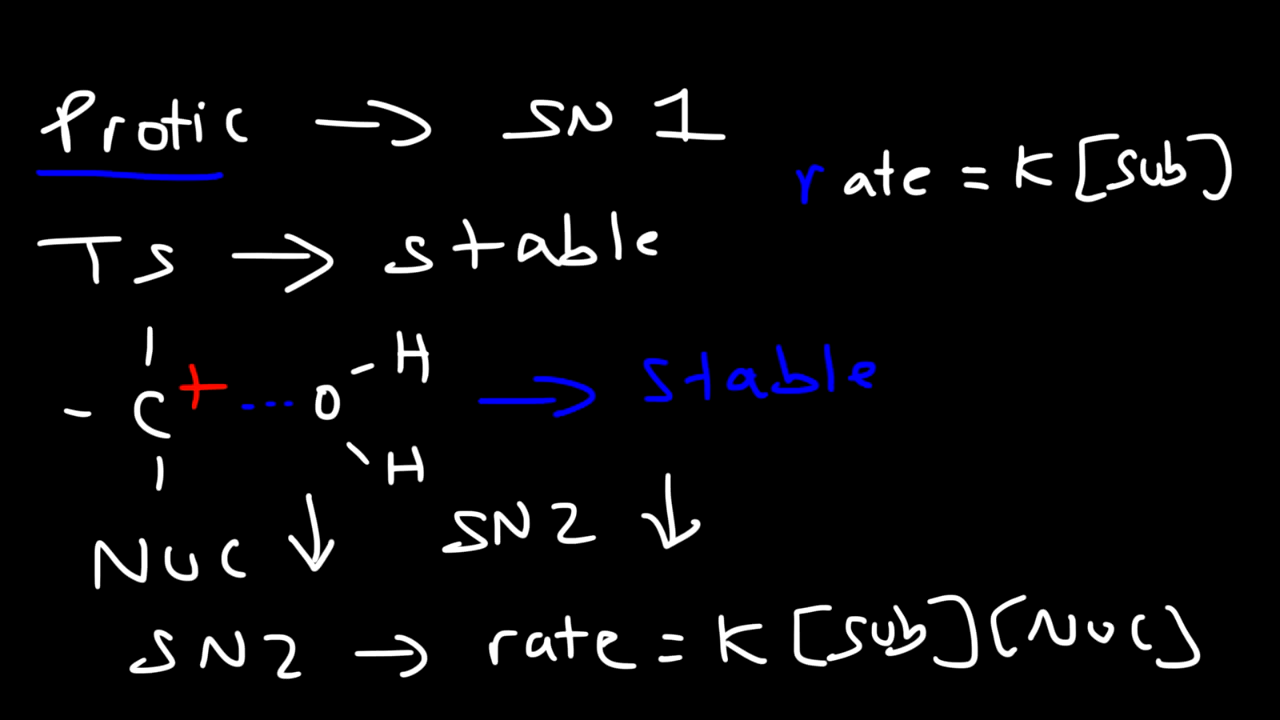 Protic → SN1
rate = K [Sub]
Ts → stable
- C + ... O - H → stable
H
Nuc ↓ SN2 ↓
SN2 → rate = K [Sub] [Nuc]